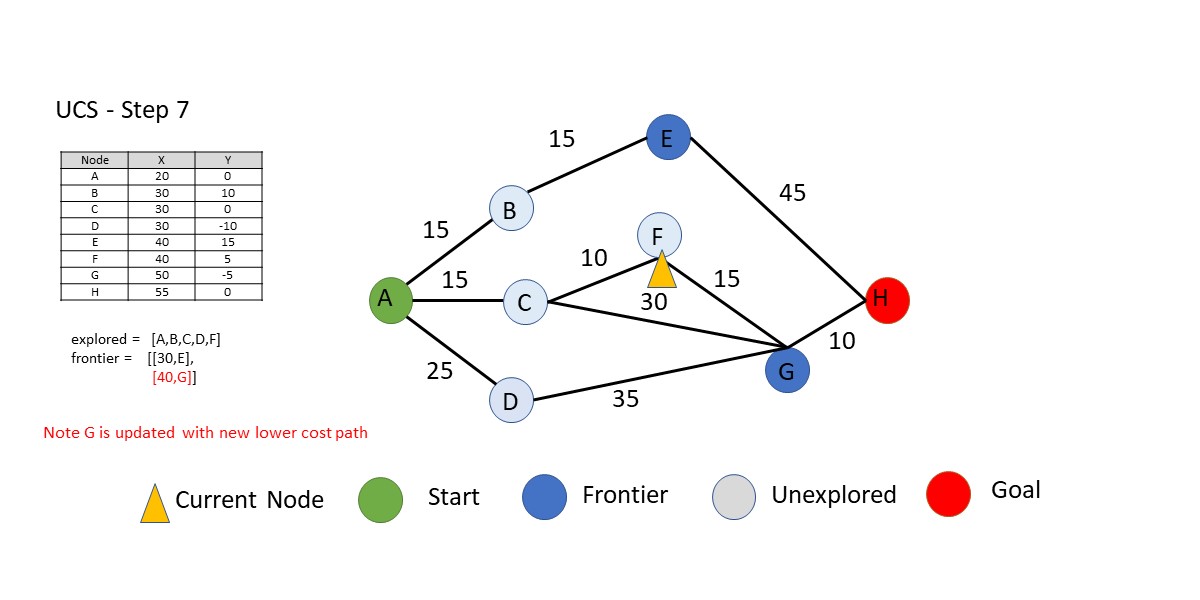 UCS - Step 7
Node X Y
A 20 0
B 30 10
C 30 0
D 30 -10
E 40 15
F 40 5
G 50 -5
H 55 0
explored = [A,B,C,D,F]
frontier = [[30,E],
[40,G]]
Note G is updated with new lower cost path
15
E
45
B
15
F
10
15
15
A
C
30
H
10
25
G
D
35
Current Node
Start
Frontier
Unexplored
Goal